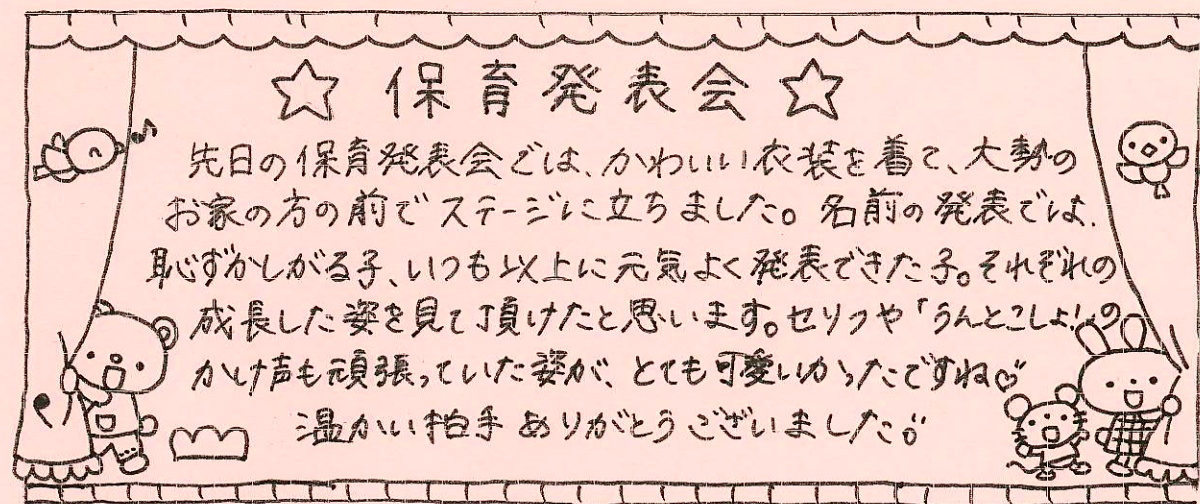 ☆ 保育発表会 ☆
先日の保育発表会では、かわいい衣装を着て、大勢の
お家の方の前でステージに立ちました。名前の発表では、
恥ずかしがる子、いつも以上に元気よく発表できた子。それぞれの
成長した姿を見て頂けたと思います。セリフや「うんとこしょ!」の
かけ声も頑張っていた姿が、とても可愛いかったですね♡
温かい拍手ありがとうございました。